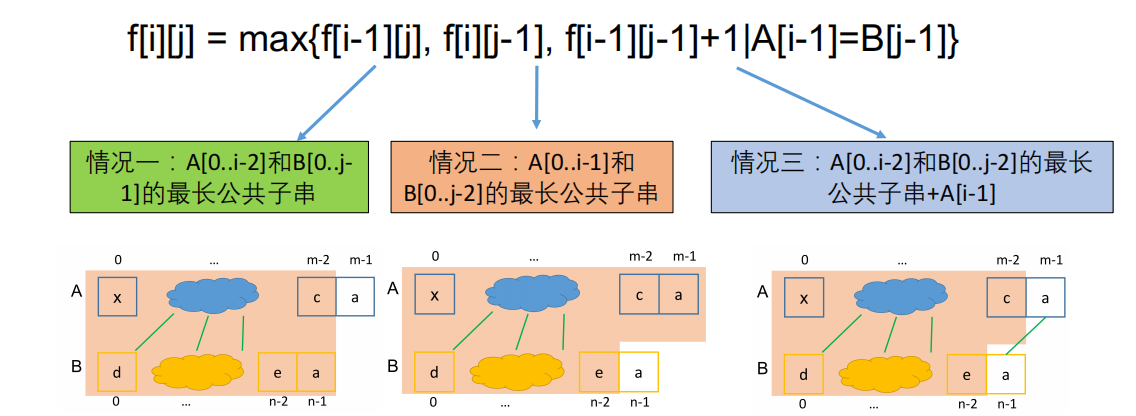 f[i][j] = max{f[i-1][j], f[i][j-1], f[i-1][j-1]+1|A[i-1]=B[j-1]}
情况一：A[0..i-2]和B[0..j-
1]的最长公共子串
情况二：A[0..i-1]和
B[0..j-2]的最长公共子串
情况三：A[0..i-2]和B[0..j-2]的最长
公共子串+A[i-1]
0 ... m-2 m-1
A x c a
B d e a
0 ... n-2 n-1
0 ... m-2 m-1
A x c a
B d e a
0 ... n-2 n-1
0 ... m-2 m-1
A x c a
B d e a
0 ... n-2 n-1